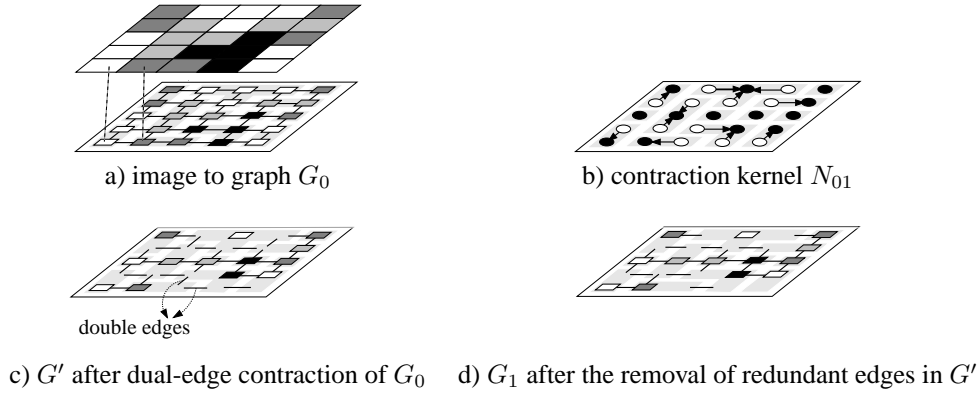 a) image to graph G₀
b) contraction kernel N₀₁
double edges
c) G′ after dual-edge contraction of G₀
d) G₁ after the removal of redundant edges in G′